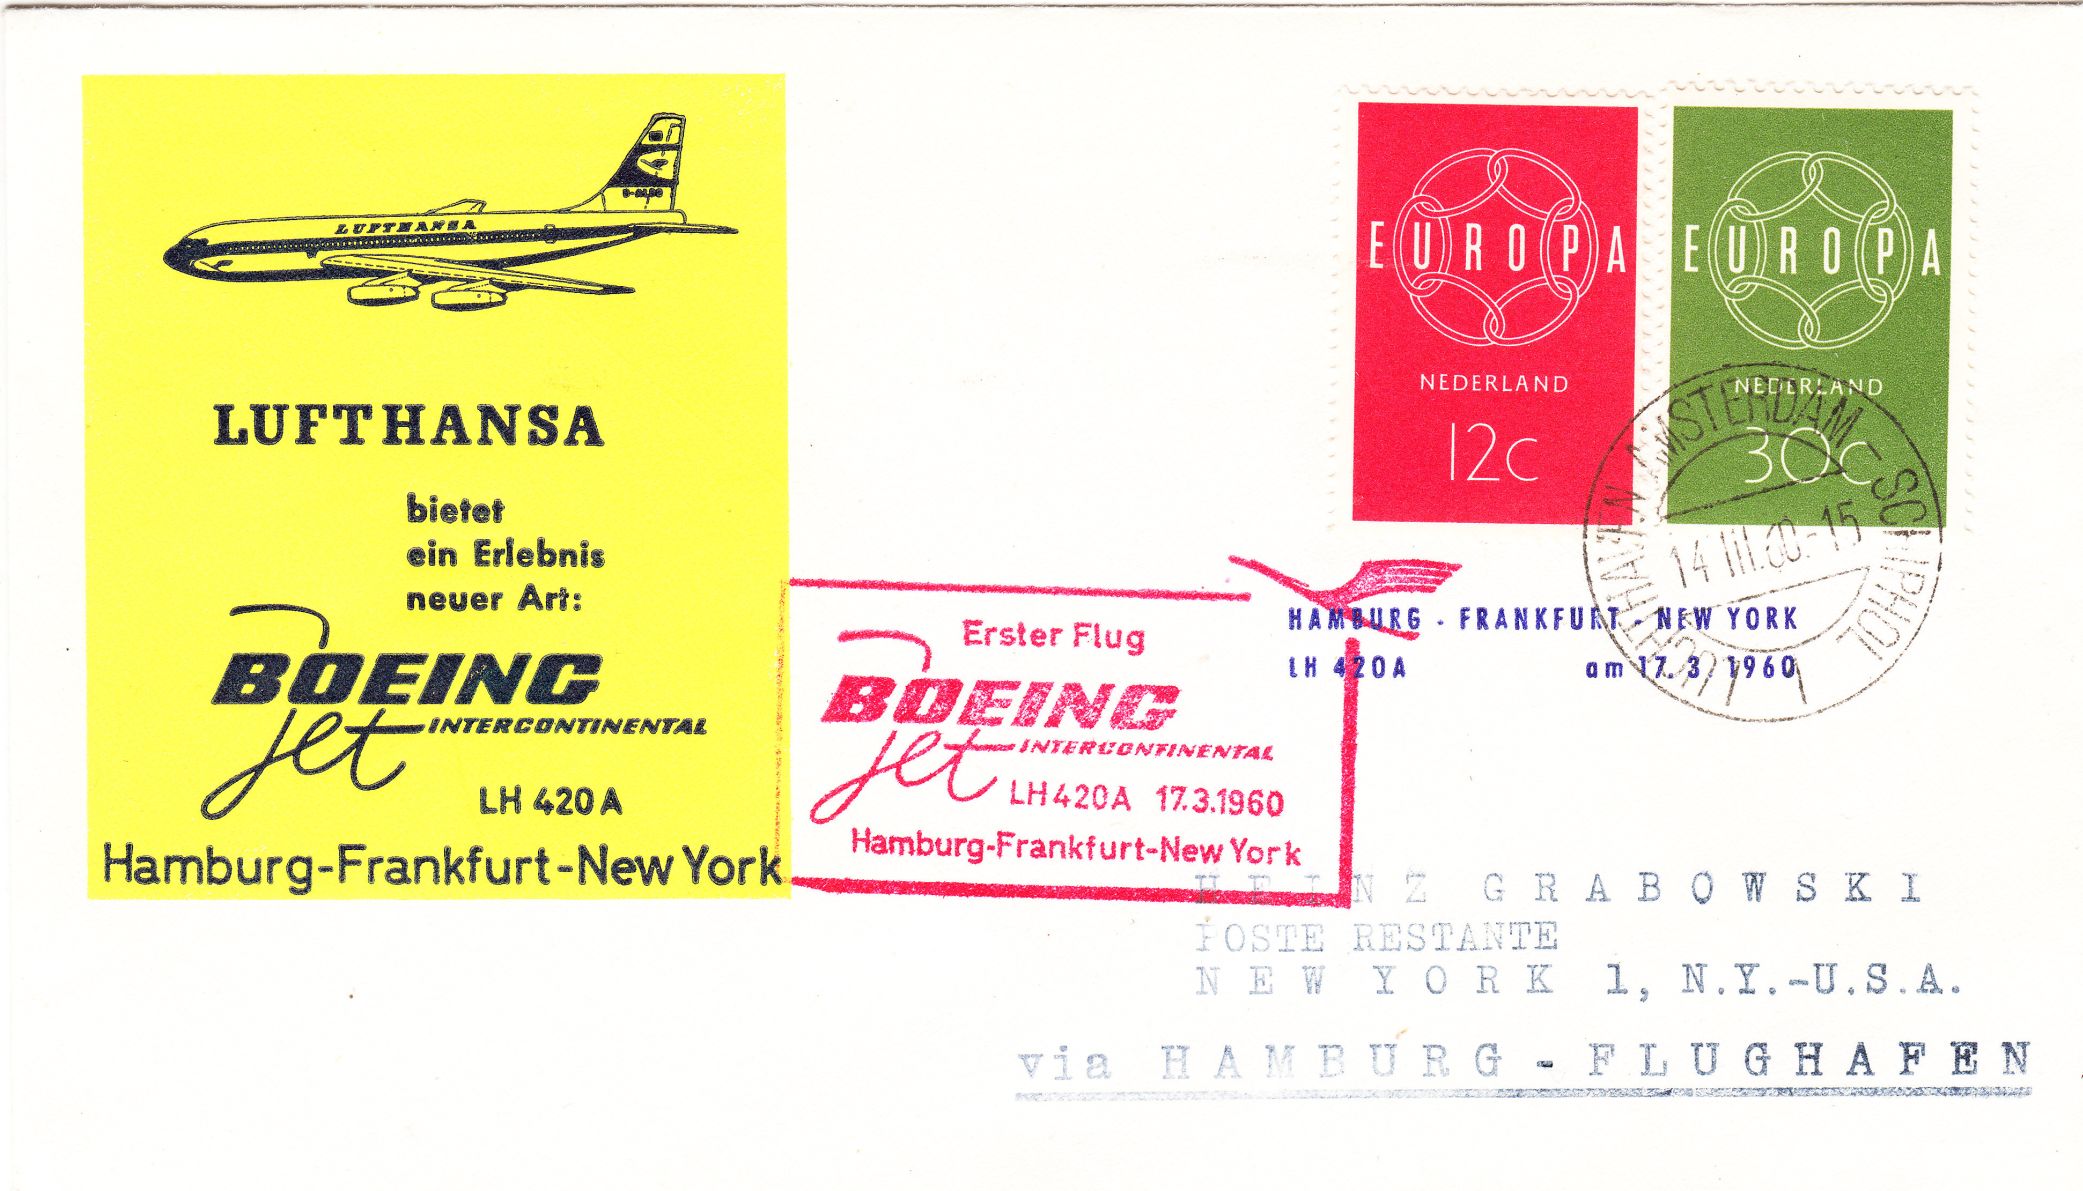 LUFTHANSA
LUFTHANSA
bietet
ein Erlebnis
neuer Art:
BOEING
jet INTERCONTINENTAL
LH 420 A
Hamburg-Frankfurt-New York
EUROPA
NEDERLAND
12c
EUROPA
NEDERLAND
30c
LUCHTHAVEN AMSTERDAM-SCHIPHOL
14 III.60.-15
1
HAMBURG - FRANKFURT - NEW YORK
LH 420A am 17.3 1960
Erster Flug
BOEING
jet INTERCONTINENTAL
LH420A 17.3.1960
Hamburg-Frankfurt-New York
HEINZ GRABOWSKI
POSTE RESTANTE
NEW YORK 1, N.Y.-U.S.A.
via HAMBURG - FLUGHAFEN